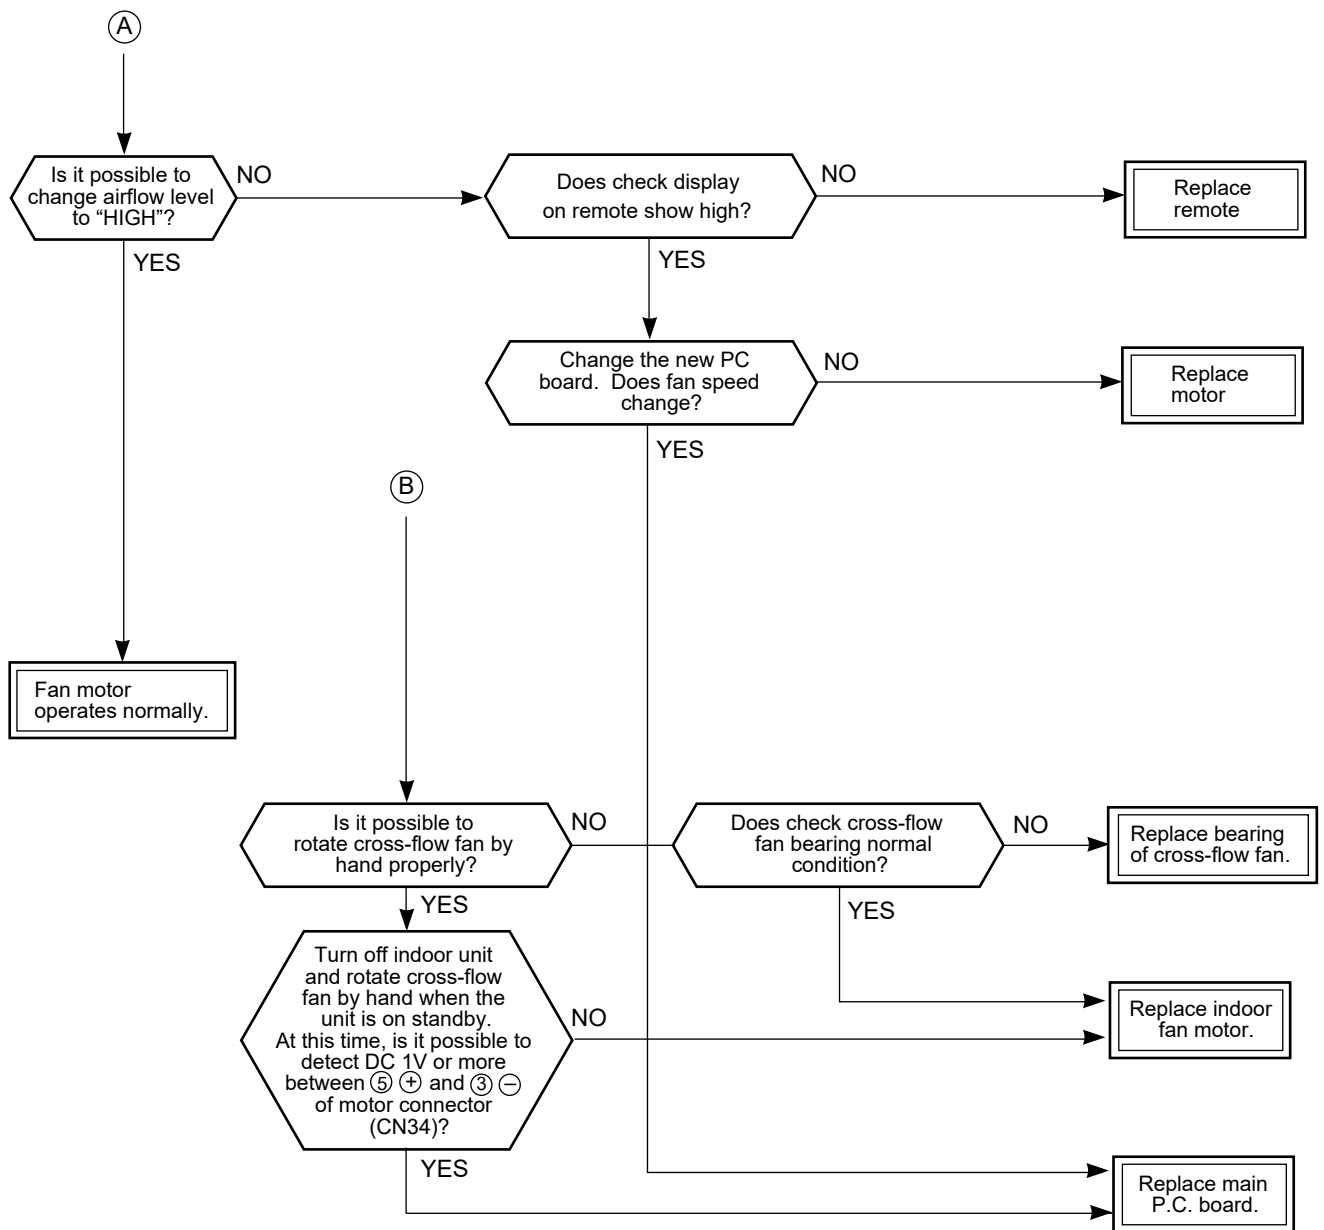 A
Is it possible to
change airflow level
to “HIGH”?
NO
YES
Does check display
on remote show high?
NO
YES
Replace
remote
Change the new PC
board.  Does fan speed
change?
NO
YES
Replace
motor
B
Fan motor
operates normally.
Is it possible to
rotate cross-flow fan by
hand properly?
NO
YES
Does check cross-flow
fan bearing normal
condition?
NO
YES
Replace bearing
of cross-flow fan.
Turn off indoor unit
and rotate cross-flow
fan by hand when the
unit is on standby.
At this time, is it possible to
detect DC 1V or more
between ⑤ ⊕ and ③ ⊖
of motor connector
(CN34)?
NO
YES
Replace indoor
fan motor.
Replace main
P.C. board.